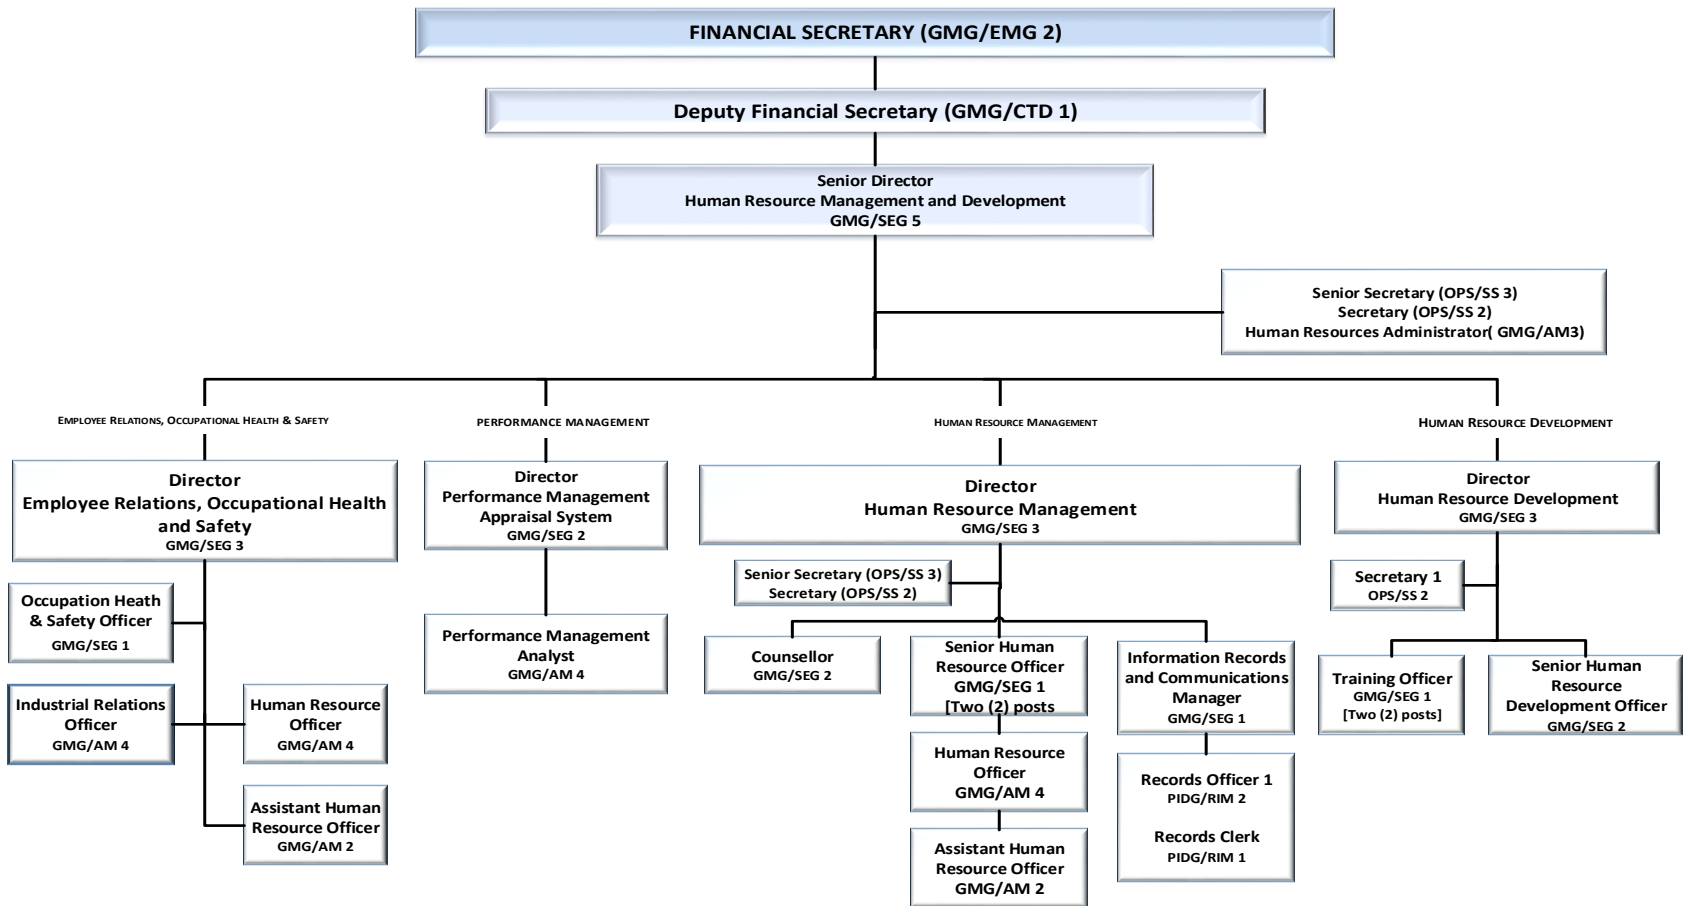 FINANCIAL SECRETARY (GMG/EMG 2)
Deputy Financial Secretary (GMG/CTD 1)
Senior Director
Human Resource Management and Development
GMG/SEG 5
Senior Secretary (OPS/SS 3)
Secretary (OPS/SS 2)
Human Resources Administrator( GMG/AM3)
EMPLOYEE RELATIONS, OCCUPATIONAL HEALTH & SAFETY
PERFORMANCE MANAGEMENT
HUMAN RESOURCE MANAGEMENT
HUMAN RESOURCE DEVELOPMENT
Director
Employee Relations, Occupational Health
and Safety
GMG/SEG 3
Director
Performance Management
Appraisal System
GMG/SEG 2
Director
Human Resource Management
GMG/SEG 3
Director
Human Resource Development
GMG/SEG 3
Occupation Heath
& Safety Officer
GMG/SEG 1
Industrial Relations
Officer
GMG/AM 4
Human Resource
Officer
GMG/AM 4
Assistant Human
Resource Officer
GMG/AM 2
Performance Management
Analyst
GMG/AM 4
Senior Secretary (OPS/SS 3)
Secretary (OPS/SS 2)
Counsellor
GMG/SEG 2
Senior Human
Resource Officer
GMG/SEG 1
[Two (2) posts
Human Resource
Officer
GMG/AM 4
Assistant Human
Resource Officer
GMG/AM 2
Information Records
and Communications
Manager
GMG/SEG 1
Records Officer 1
PIDG/RIM 2
Records Clerk
PIDG/RIM 1
Secretary 1
OPS/SS 2
Training Officer
GMG/SEG 1
[Two (2) posts]
Senior Human
Resource
Development Officer
GMG/SEG 2